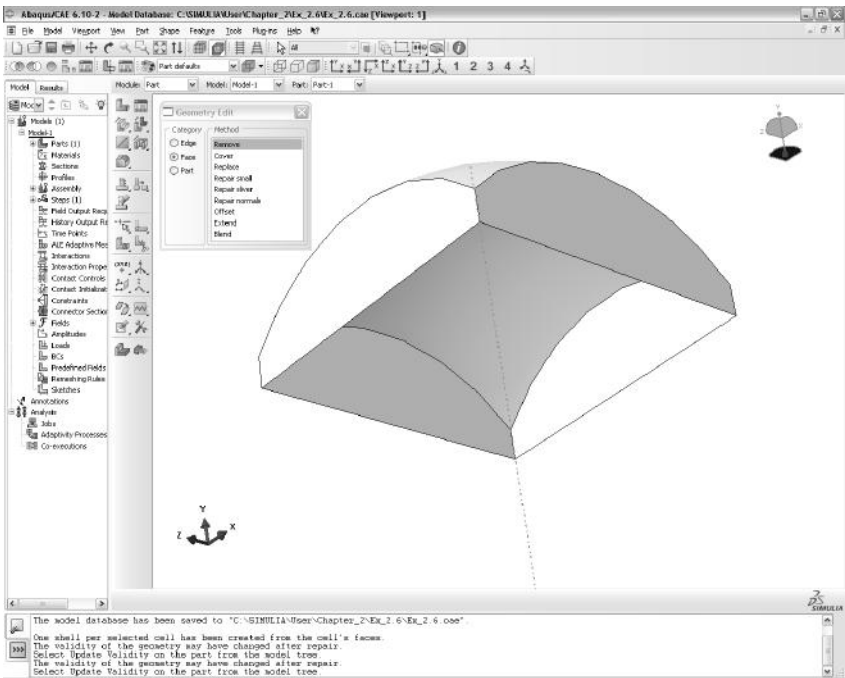 Abaqus/CAE 6.10-2 - Model Database: C:\SIMULIA\User\Chapter_2\Ex_2.6\Ex_2.6.cae [Viewport: 1]
File Model Viewport View Part Shape Feature Tools Plug-ins Help
All
Part defaults
1 2 3 4
Model Results
Module: Part Model: Model-1 Part: Part-1
Models (1)
Model-1
Parts (1)
Materials
Sections
Profiles
Assembly
Steps (1)
Field Output Requ
History Output Re
Time Points
ALE Adaptive Mes
Interactions
Interaction Prope
Contact Controls
Contact Initializat
Constraints
Connector Section
Fields
Amplitudes
Loads
BCs
Predefined Fields
Remeshing Rules
Sketches
Annotations
Analysis
Jobs
Adaptivity Processes
Co-executions
Geometry Edit
Category
Edge
Face
Part
Method
Remove
Cover
Replace
Repair small
Repair sliver
Repair normals
Offset
Extend
Blend
Y
Z X
Y
Z X
SIMULIA
The model database has been saved to "C:\SIMULIA\User\Chapter_2\Ex_2.6\Ex_2.6.cae".
One shell per selected cell has been created from the cell's faces.
The validity of the geometry may have changed after repair.
Select Update Validity on the part from the model tree.
The validity of the geometry may have changed after repair.
Select Update Validity on the part from the model tree.